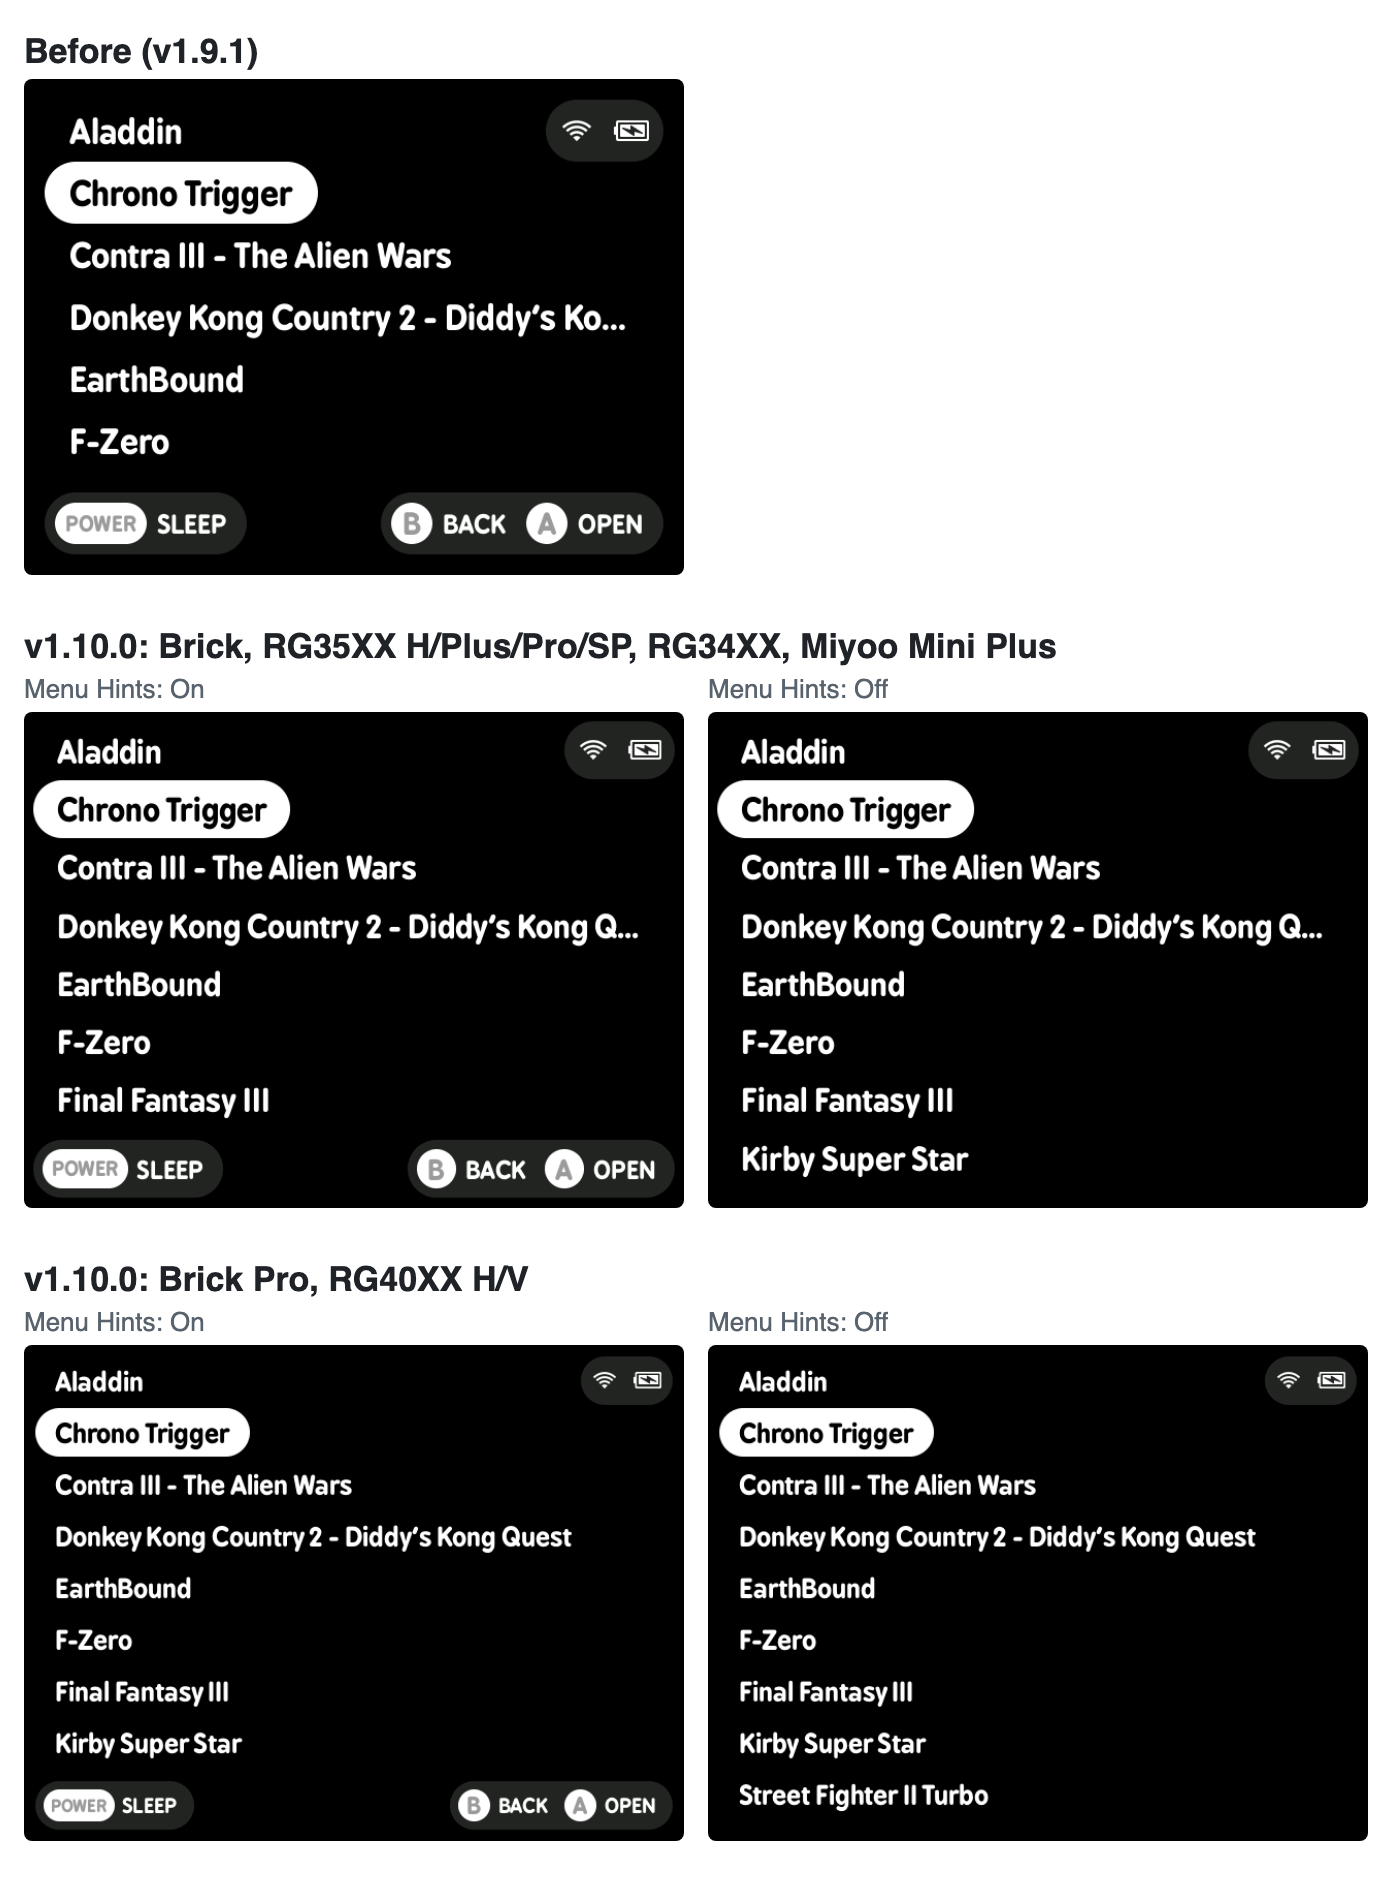 Before (v1.9.1)
Aladdin
Chrono Trigger
Contra III - The Alien Wars
Donkey Kong Country 2 - Diddy’s Ko...
EarthBound
F-Zero
POWER SLEEP B BACK A OPEN
v1.10.0: Brick, RG35XX H/Plus/Pro/SP, RG34XX, Miyoo Mini Plus
Menu Hints: On
Aladdin
Chrono Trigger
Contra III - The Alien Wars
Donkey Kong Country 2 - Diddy’s Kong Q...
EarthBound
F-Zero
Final Fantasy III
POWER SLEEP B BACK A OPEN
Menu Hints: Off
Aladdin
Chrono Trigger
Contra III - The Alien Wars
Donkey Kong Country 2 - Diddy’s Kong Q...
EarthBound
F-Zero
Final Fantasy III
Kirby Super Star
v1.10.0: Brick Pro, RG40XX H/V
Menu Hints: On
Aladdin
Chrono Trigger
Contra III - The Alien Wars
Donkey Kong Country 2 - Diddy’s Kong Quest
EarthBound
F-Zero
Final Fantasy III
Kirby Super Star
POWER SLEEP B BACK A OPEN
Menu Hints: Off
Aladdin
Chrono Trigger
Contra III - The Alien Wars
Donkey Kong Country 2 - Diddy’s Kong Quest
EarthBound
F-Zero
Final Fantasy III
Kirby Super Star
Street Fighter II Turbo